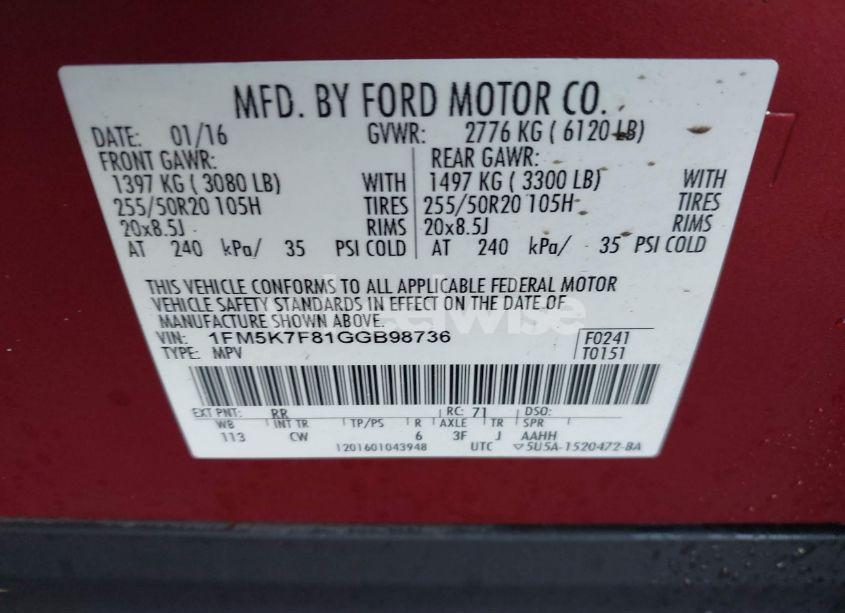 MFD. BY FORD MOTOR CO.
DATE: 01/16 GVWR: 2776 KG ( 6120 LB)
FRONT GAWR: REAR GAWR:
1397 KG ( 3080 LB) WITH 1497 KG ( 3300 LB) WITH
255/50R20 105H TIRES 255/50R20 105H TIRES
20x8.5J RIMS 20x8.5J RIMS
AT 240 kPa/ 35 PSI COLD AT 240 kPa/ 35 PSI COLD
THIS VEHICLE CONFORMS TO ALL APPLICABLE FEDERAL MOTOR
VEHICLE SAFETY STANDARDS IN EFFECT ON THE DATE OF
MANUFACTURE SHOWN ABOVE.
VIN: 1FM5K7F81GGB98736 F0241
TYPE: MPV T0151
EXT PNT: RR RC: 71 DSO:
WB INT TR TP/PS R AXLE TR SPR
113 CW 6 3F J AAHH
1201601043948 UTC ▽5U5A-1520472-BA